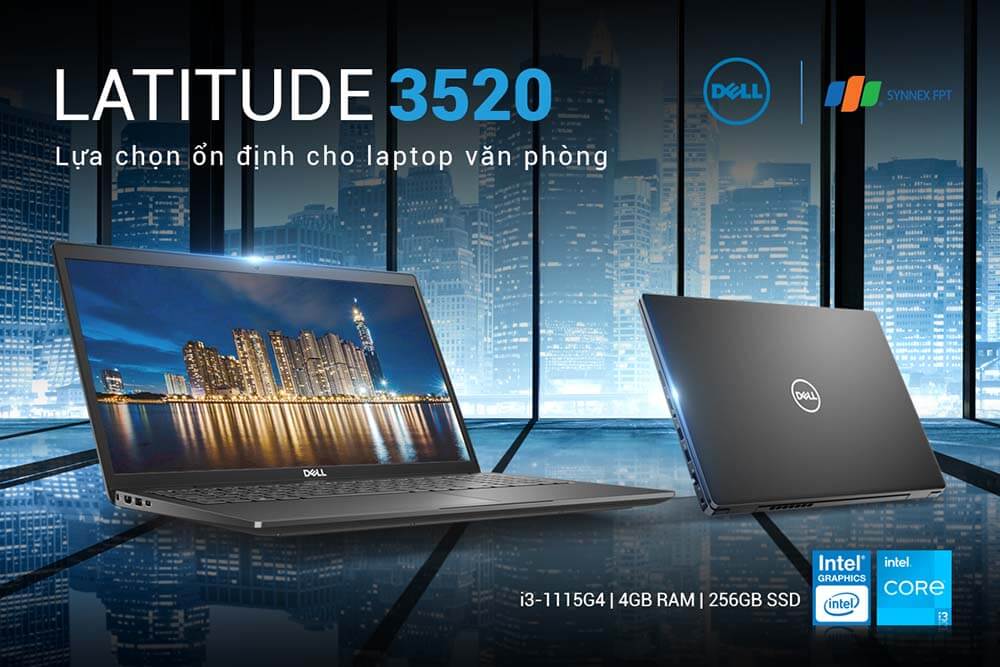 LATITUDE 3520
DELL
SYNNEX FPT
Lựa chọn ổn định cho laptop văn phòng
DELL
DELL
i3-1115G4 | 4GB RAM | 256GB SSD
intel®
GRAPHICS
intel
intel.
CORE
i3